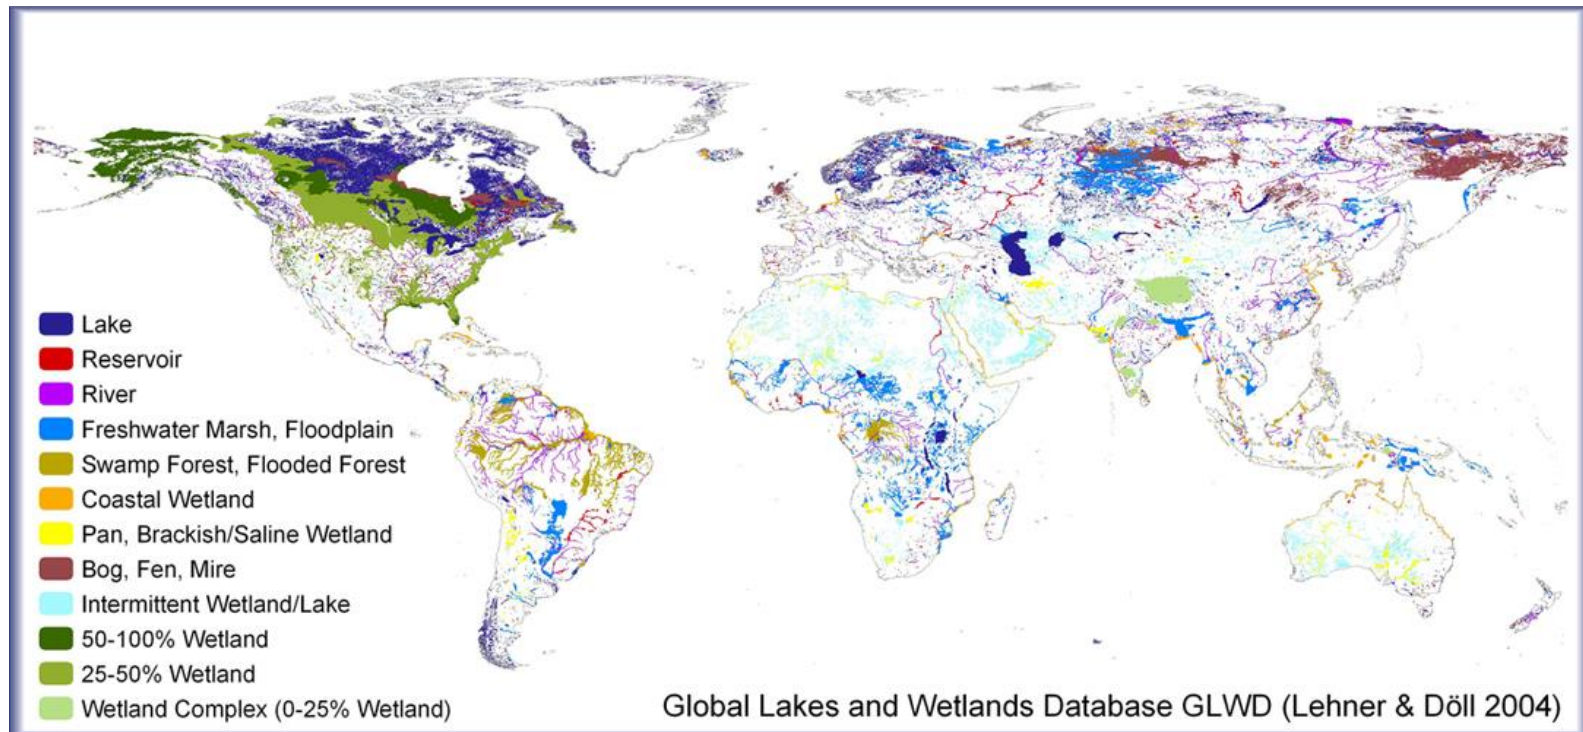 Lake
Reservoir
River
Freshwater Marsh, Floodplain
Swamp Forest, Flooded Forest
Coastal Wetland
Pan, Brackish/Saline Wetland
Bog, Fen, Mire
Intermittent Wetland/Lake
50-100% Wetland
25-50% Wetland
Wetland Complex (0-25% Wetland)
Global Lakes and Wetlands Database GLWD (Lehner & Döll 2004)